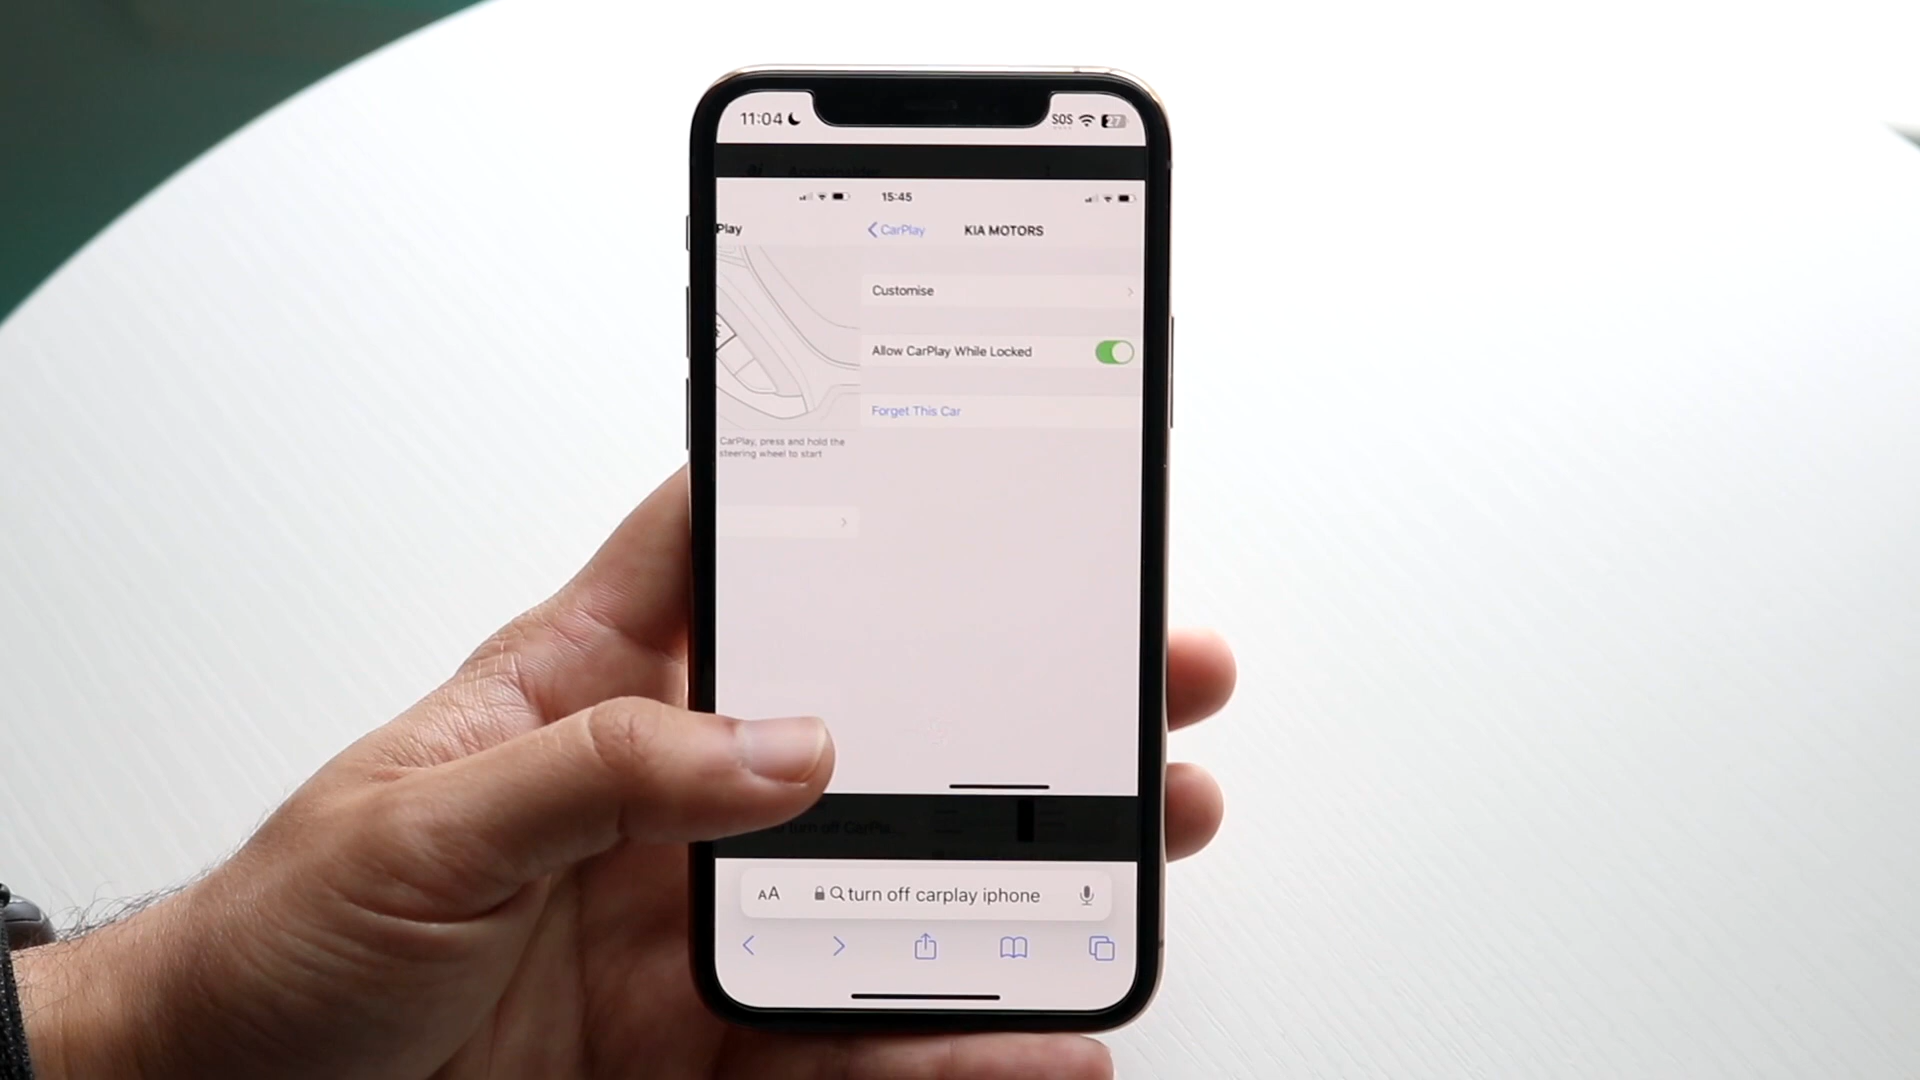 11:04
SOS
27
15:45
Play
CarPlay
KIA MOTORS
Customise
Allow CarPlay While Locked
Forget This Car
CarPlay, press and hold the
steering wheel to start
turn off CarPla...
AA
turn off carplay iphone